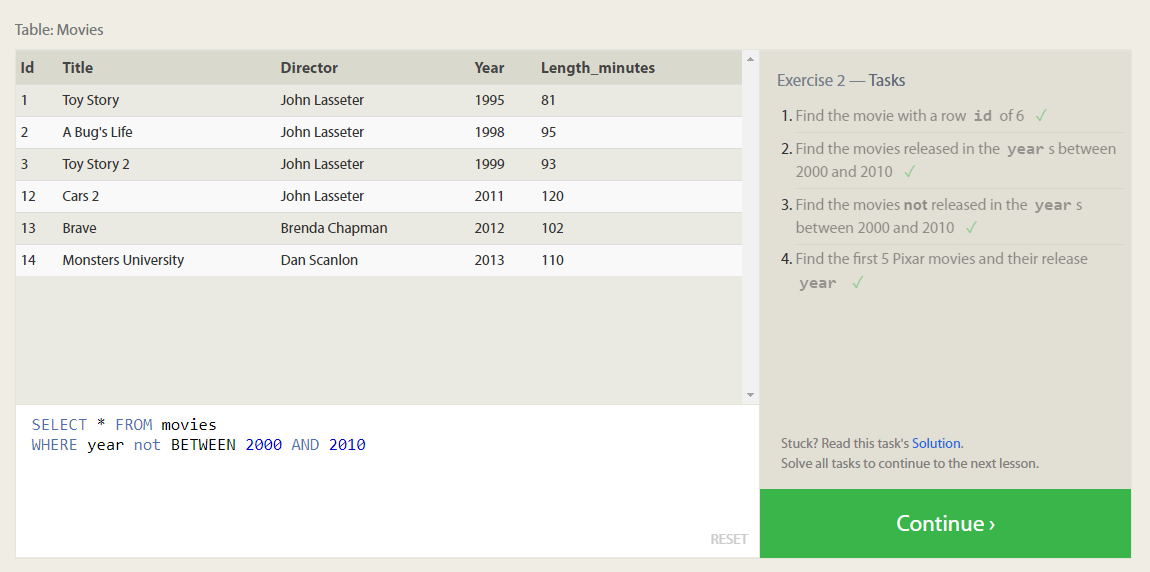 Table: Movies
Id Title Director Year Length_minutes
1 Toy Story John Lasseter 1995 81
2 A Bug's Life John Lasseter 1998 95
3 Toy Story 2 John Lasseter 1999 93
12 Cars 2 John Lasseter 2011 120
13 Brave Brenda Chapman 2012 102
14 Monsters University Dan Scanlon 2013 110
SELECT * FROM movies
WHERE year not BETWEEN 2000 AND 2010
RESET
Exercise 2 — Tasks
1. Find the movie with a row id of 6 ✓
2. Find the movies released in the year s between
2000 and 2010 ✓
3. Find the movies not released in the year s
between 2000 and 2010 ✓
4. Find the first 5 Pixar movies and their release
year ✓
Stuck? Read this task's Solution.
Solve all tasks to continue to the next lesson.
Continue ›